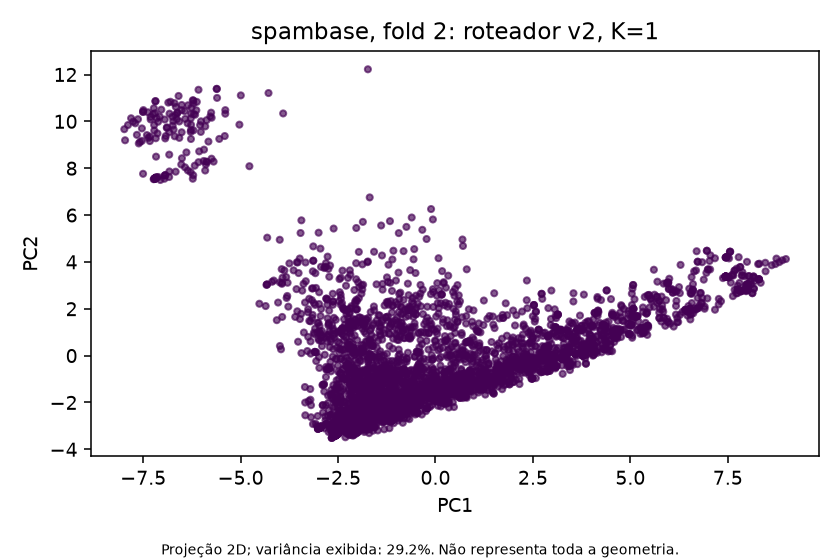 spambase, fold 2: roteador v2, K=1
12
10
8
6
4
2
0
−2
−4
PC2
−7.5 −5.0 −2.5 0.0 2.5 5.0 7.5
PC1
Projeção 2D; variância exibida: 29.2%. Não representa toda a geometria.